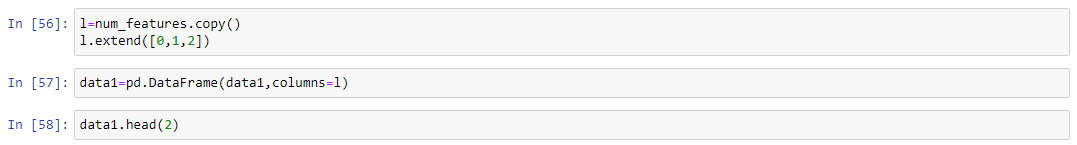 In [56]: l=num_features.copy()
l.extend([0,1,2])
In [57]: data1=pd.DataFrame(data1,columns=l)
In [58]: data1.head(2)